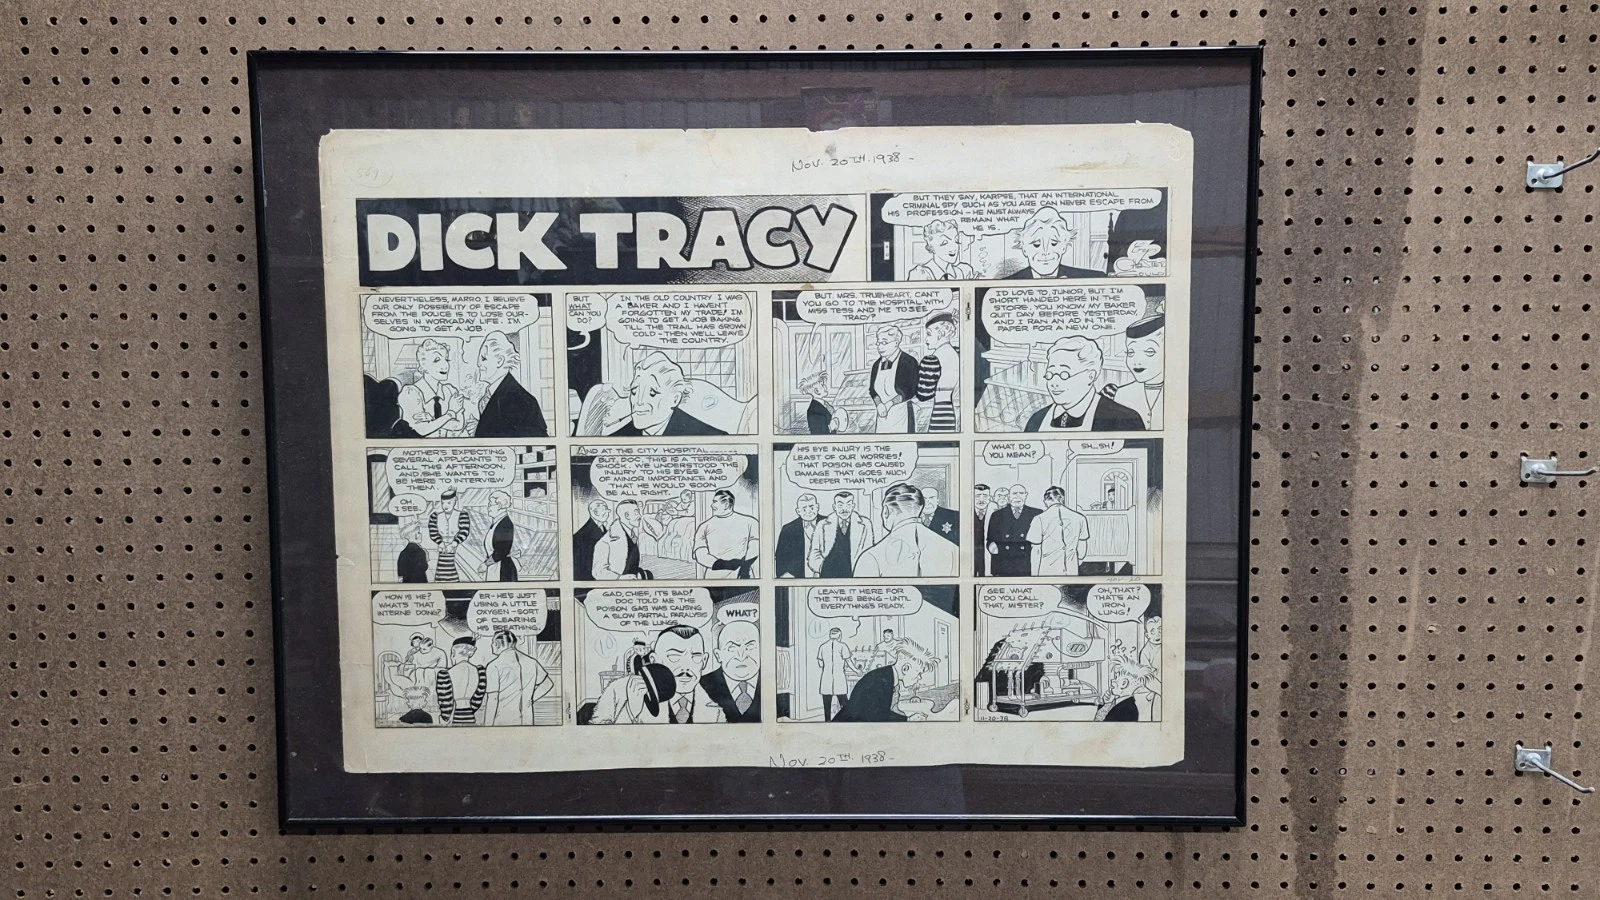 Nov. 20TH. 1938 -
569
DICK TRACY
BUT THEY SAY, KARPSE, THAT AN INTERNATIONAL
CRIMINAL SPY SUCH AS YOU ARE CAN NEVER ESCAPE FROM
HIS PROFESSION - HE MUST ALWAYS
REMAIN WHAT
HE IS.
CHESTER
GOULD
NEVERTHELESS, MARRO, I BELIEVE
OUR ONLY POSSIBILITY OF ESCAPE
FROM THE POLICE IS TO LOSE OUR-
SELVES IN WORKADAY LIFE. I'M
GOING TO GET A JOB.
BUT
WHAT
CAN YOU
DO?
IN THE OLD COUNTRY I WAS
A BAKER AND I HAVEN'T
FORGOTTEN MY TRADE! I'M
GOING TO GET A JOB BAKING
TILL THE TRAIL HAS GROWN
COLD - THEN WE'LL LEAVE
THE COUNTRY.
BUT, MRS. TRUEHEART, CAN'T
YOU GO TO THE HOSPITAL WITH
MISS TESS AND ME TO SEE
TRACY?
I'D LOVE TO, JUNIOR, BUT I'M
SHORT HANDED HERE IN THE
STORE. YOU KNOW MY BAKER
QUIT DAY BEFORE YESTERDAY,
AND I RAN AN AD IN THE
PAPER FOR A NEW ONE.
MOTHER'S EXPECTING
SEVERAL APPLICANTS TO
CALL THIS AFTERNOON,
AND SHE WANTS TO
BE HERE TO INTERVIEW
THEM.
OH,
I SEE.
AND AT THE CITY HOSPITAL
BUT, DOC, THIS IS A TERRIBLE
SHOCK. WE UNDERSTOOD THE
INJURY TO HIS EYES WAS
OF MINOR IMPORTANCE AND
THAT HE WOULD SOON
BE ALL RIGHT.
HIS EYE INJURY IS THE
LEAST OF OUR WORRIES!
THAT POISON GAS CAUSED
DAMAGE THAT GOES MUCH
DEEPER THAN THAT
WHAT DO
YOU MEAN?
SH-SH!
NOV. 20
HOW IS HE?
WHAT'S THAT
INTERNE DOING?
ER-HE'S JUST
USING A LITTLE
OXYGEN-SORT
OF CLEARING
HIS BREATHING.
GAD, CHIEF, IT'S BAD!
DOC TOLD ME THE
POISON GAS WAS CAUSING
A SLOW PARTIAL PARALYSIS
OF THE LUNGS.
WHAT?
10
LEAVE IT HERE FOR
THE TIME BEING-UNTIL
EVERYTHING'S READY.
11
GEE, WHAT
DO YOU CALL
THAT, MISTER?
OH, THAT?
THAT'S AN
IRON
LUNG!
???
11-20-38
Nov. 20TH. 1938 -